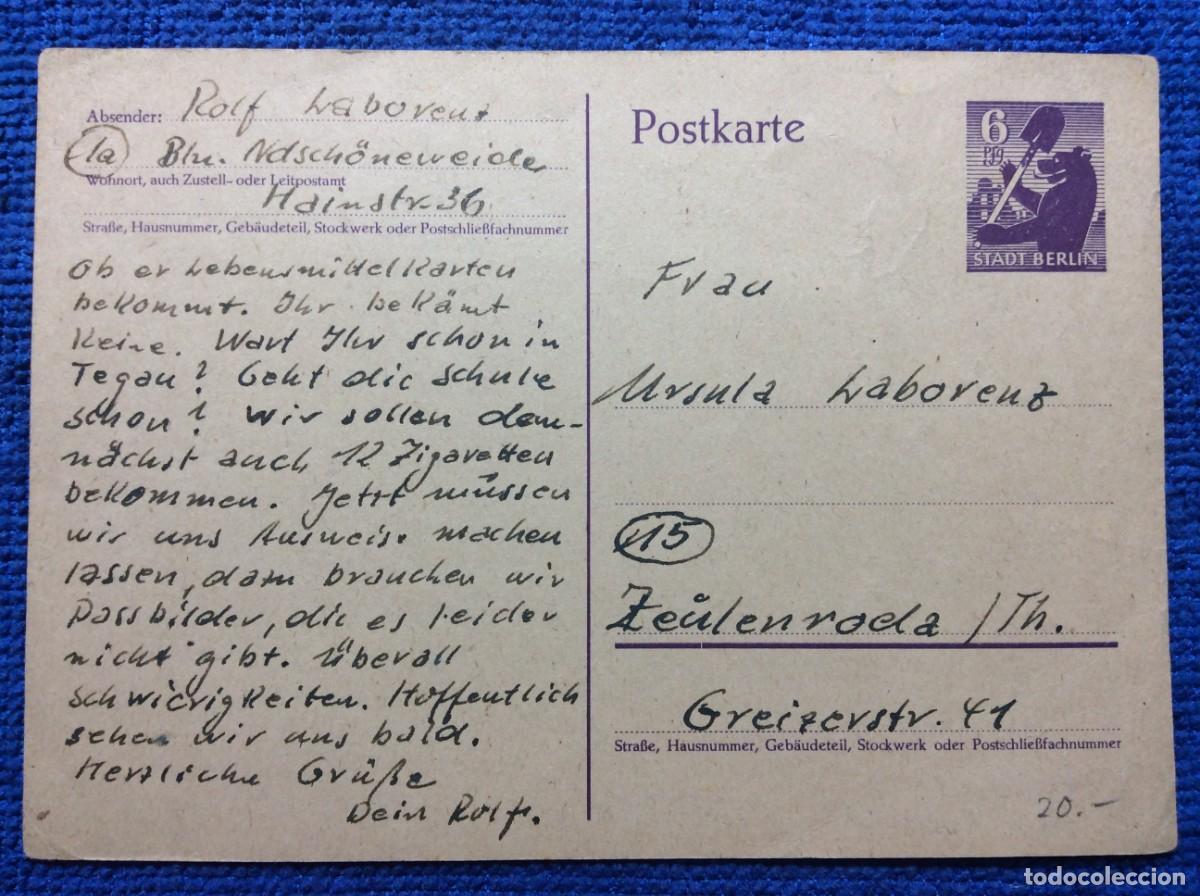 Absender: Rolf Laborenz
1a Bln. Ndschöneweide
Wohnort, auch Zustell- oder Leitpostamt
Hainstr. 36
Straße, Hausnummer, Gebäudeteil, Stockwerk oder Postschließfachnummer
ob er Lebensmittelkarten
bekommt. Ihr bekämt
keine. Wart Ihr schon in
Tegau? Geht die Schule
schon? Wir sollen dem-
nächst auch 12 Zigaretten
bekommen. Jetzt müssen
wir uns Ausweise machen
lassen, dazu brauchen wir
Passbilder, die es leider
nicht gibt. Überall
Schwierigkeiten. Hoffentlich
sehen wir uns bald.
Herzliche Grüße
Dein Rolf.
Postkarte
6
Pfg
STADT BERLIN
Frau
Ursula Laborenz
15
Zeulenroda /Th.
Greizerstr. 41
Straße, Hausnummer, Gebäudeteil, Stockwerk oder Postschließfachnummer
20.-
todocoleccion